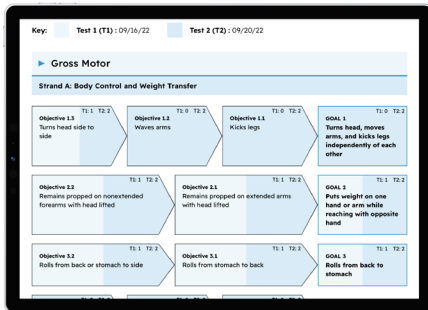 Key: Test 1 (T1) : 09/16/22 Test 2 (T2) : 09/20/22
▶ Gross Motor
Strand A: Body Control and Weight Transfer
T1: 1 T2: 2
Objective 1.3
Turns head side to
side
T1: 0 T2: 2
Objective 1.2
Waves arms
T1: 0 T2: 2
Objective 1.1
Kicks legs
T1: 0 T2: 2
GOAL 1
Turns head, moves
arms, and kicks legs
independently of each
other
T1: 1 T2: 2
Objective 2.2
Remains propped on nonextended
forearms with head lifted
T1: 1 T2: 2
Objective 2.1
Remains propped on extended arms
with head lifted
T1: 1 T2: 2
GOAL 2
Puts weight on one
hand or arm while
reaching with opposite
hand
T1: 1 T2: 2
Objective 3.2
Rolls from back or stomach to side
T1: 1 T2: 2
Objective 3.1
Rolls from stomach to back
T1: 1 T2: 2
GOAL 3
Rolls from back to
stomach